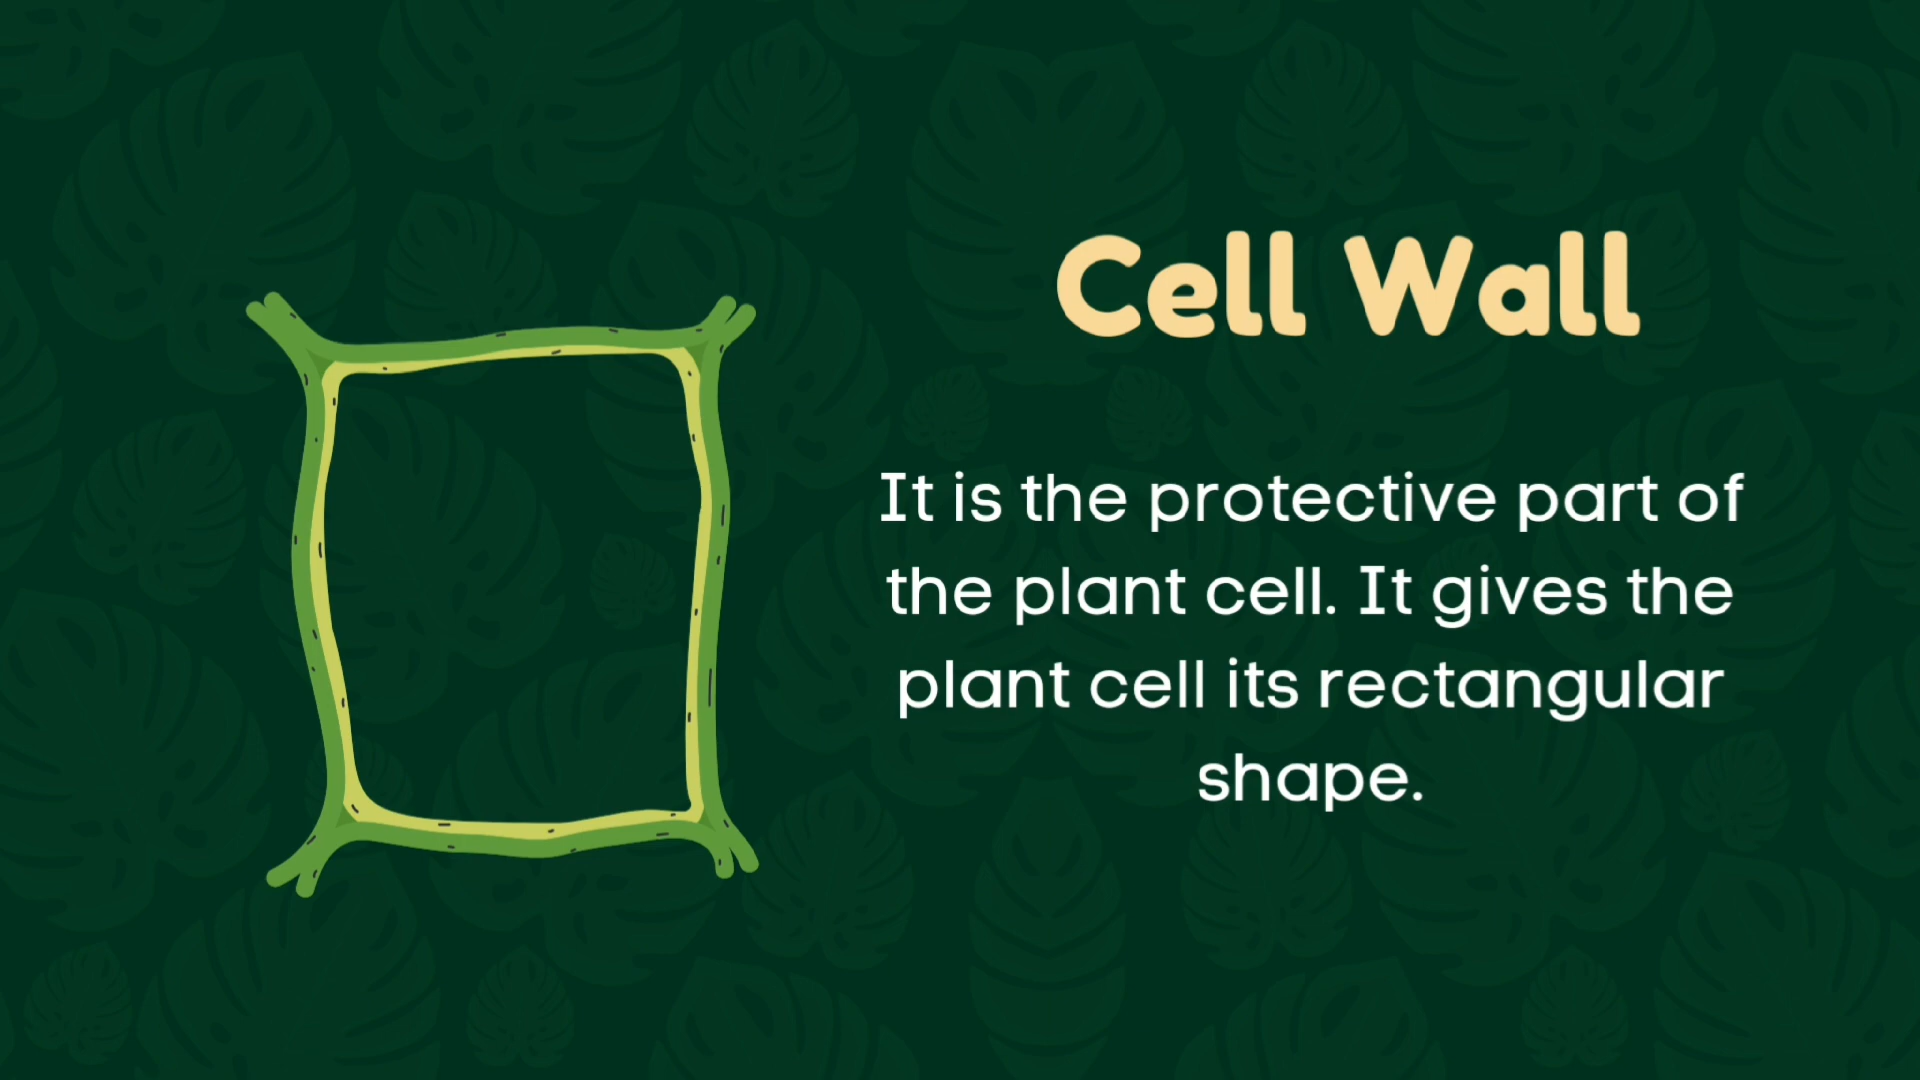 Cell Wall
It is the protective part of
the plant cell. It gives the
plant cell its rectangular
shape.